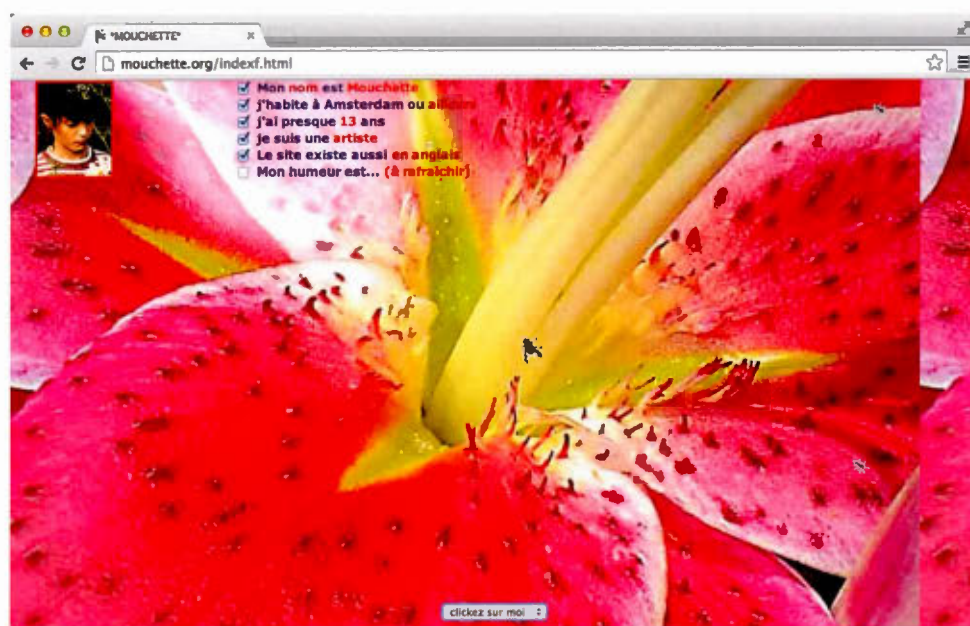 *MOUCHETTE*
mouchette.org/indexf.html
Mon nom est Mouchette
j'habite à Amsterdam ou ailleurs
j'ai presque 13 ans
je suis une artiste
Le site existe aussi en anglais
Mon humeur est... (à rafraîchir)
clickez sur moi